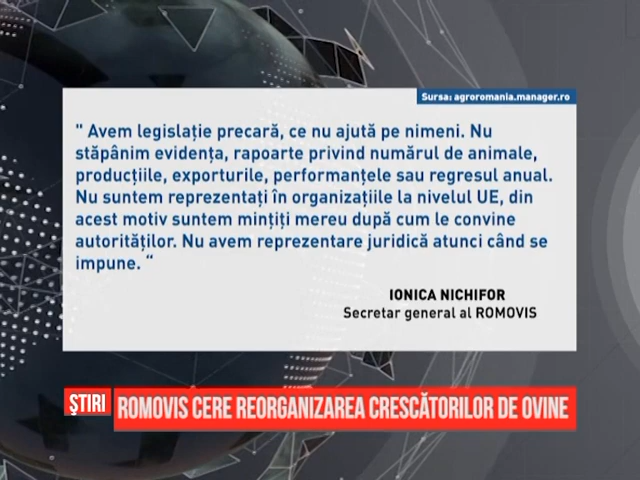 Sursa: agroromania.manager.ro
" Avem legislație precară, ce nu ajută pe nimeni. Nu
stăpânim evidența, rapoarte privind numărul de animale,
producțiile, exporturile, performanțele sau regresul anual.
Nu suntem reprezentați în organizațiile la nivelul UE, din
acest motiv suntem mințiți mereu după cum le convine
autorităților. Nu avem reprezentare juridică atunci când se
impune. “
IONICA NICHIFOR
Secretar general al ROMOVIS
ŞTIRI
ROMOVIS CERE REORGANIZAREA CRESCĂTORILOR DE OVINE